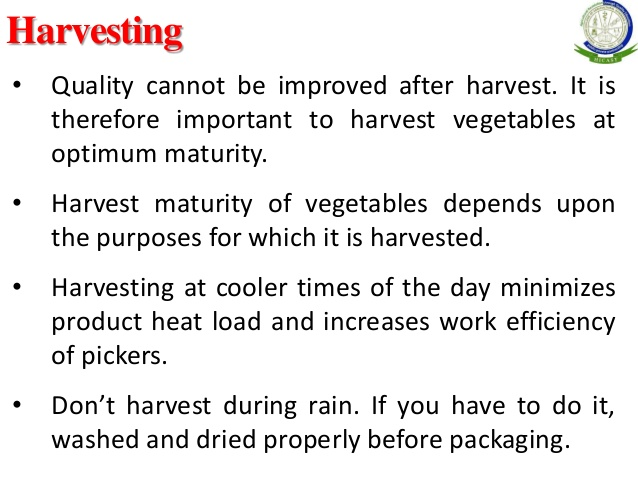 Harvesting
• Quality cannot be improved after harvest. It is
therefore important to harvest vegetables at
optimum maturity.
• Harvest maturity of vegetables depends upon
the purposes for which it is harvested.
• Harvesting at cooler times of the day minimizes
product heat load and increases work efficiency
of pickers.
• Don’t harvest during rain. If you have to do it,
washed and dried properly before packaging.